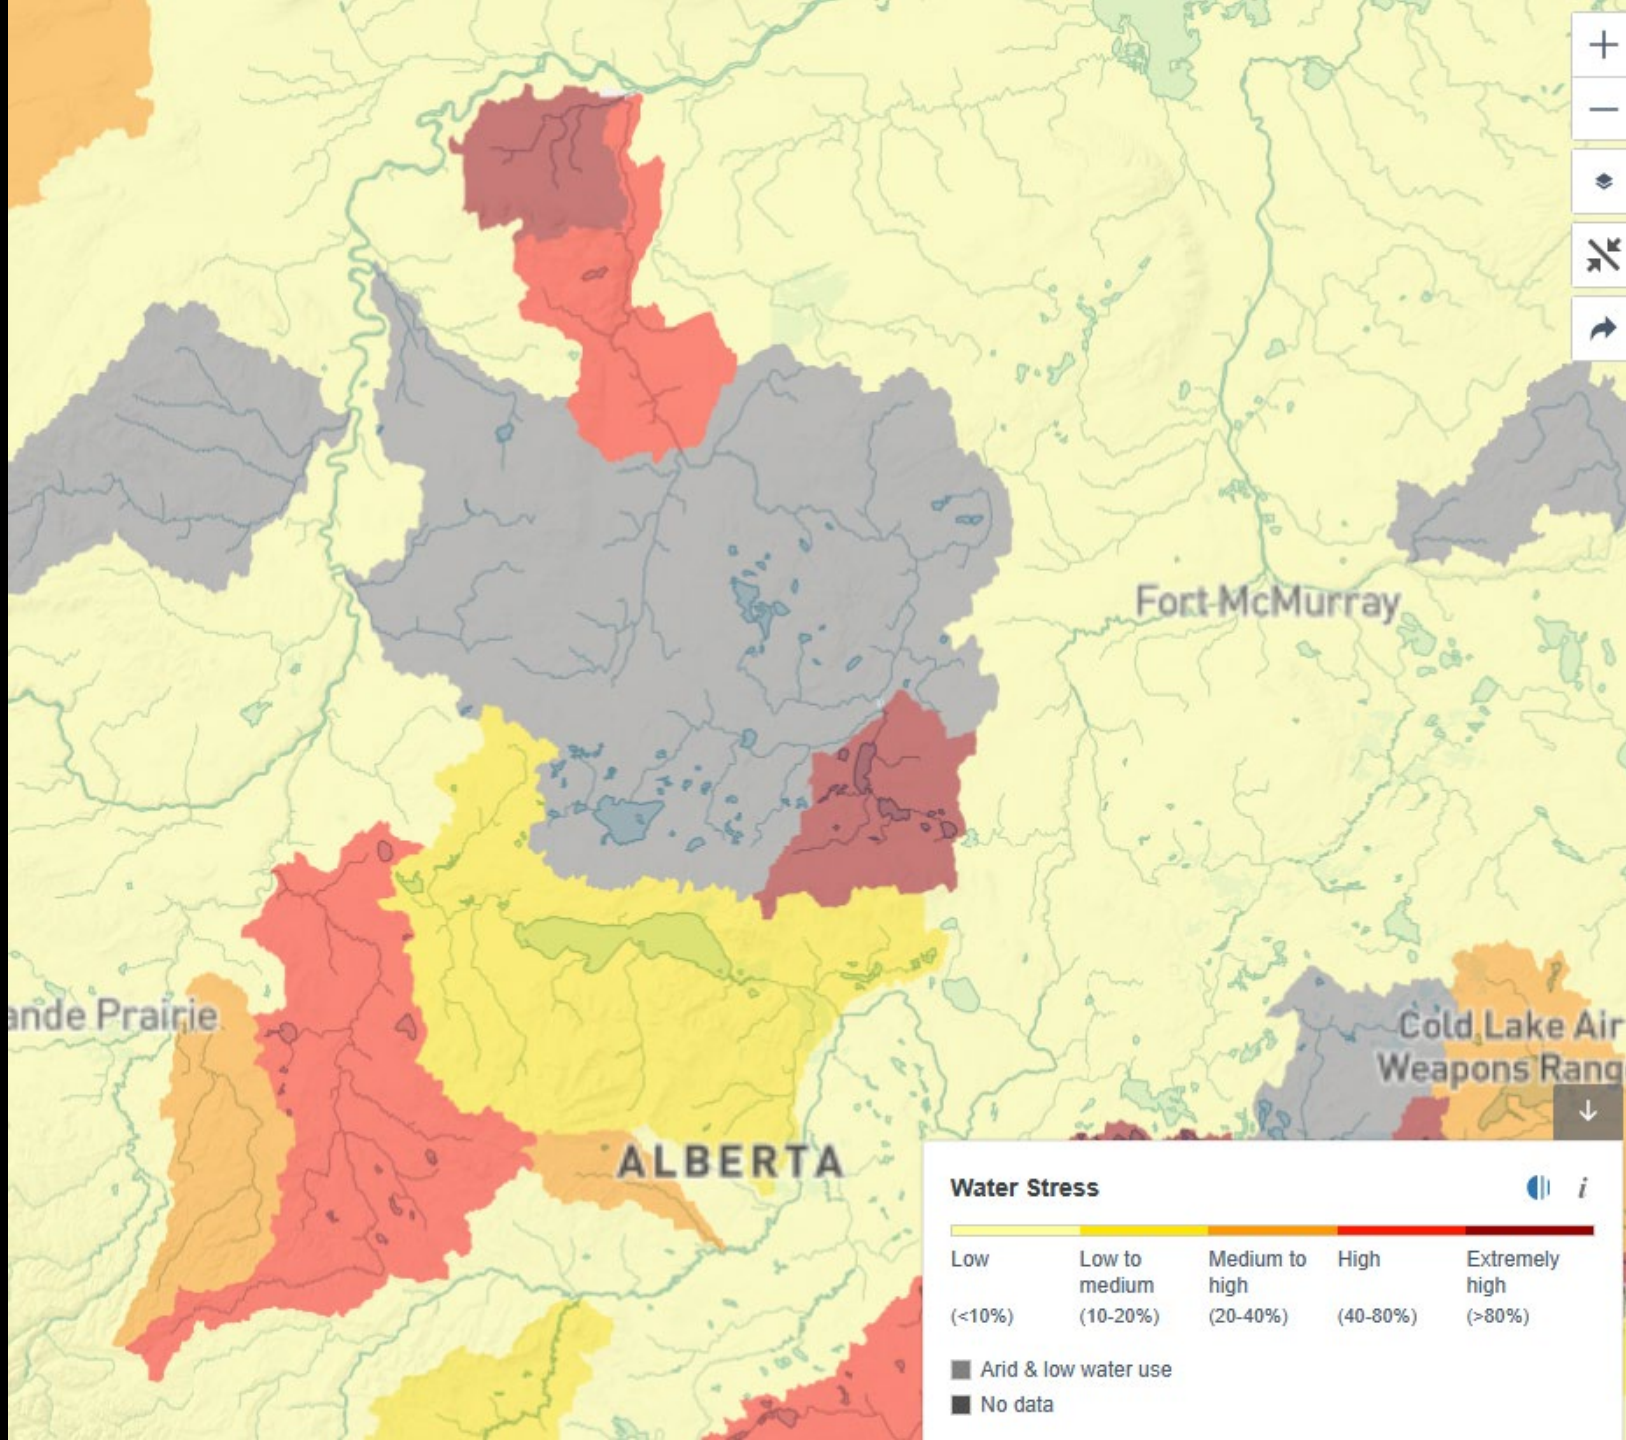 Fort McMurray
ande Prairie
Cold Lake Air
Weapons Rang
ALBERTA
Water Stress
i
Low
Low to
medium
Medium to
high
High
Extremely
high
(<10%)
(10-20%)
(20-40%)
(40-80%)
(>80%)
Arid & low water use
No data